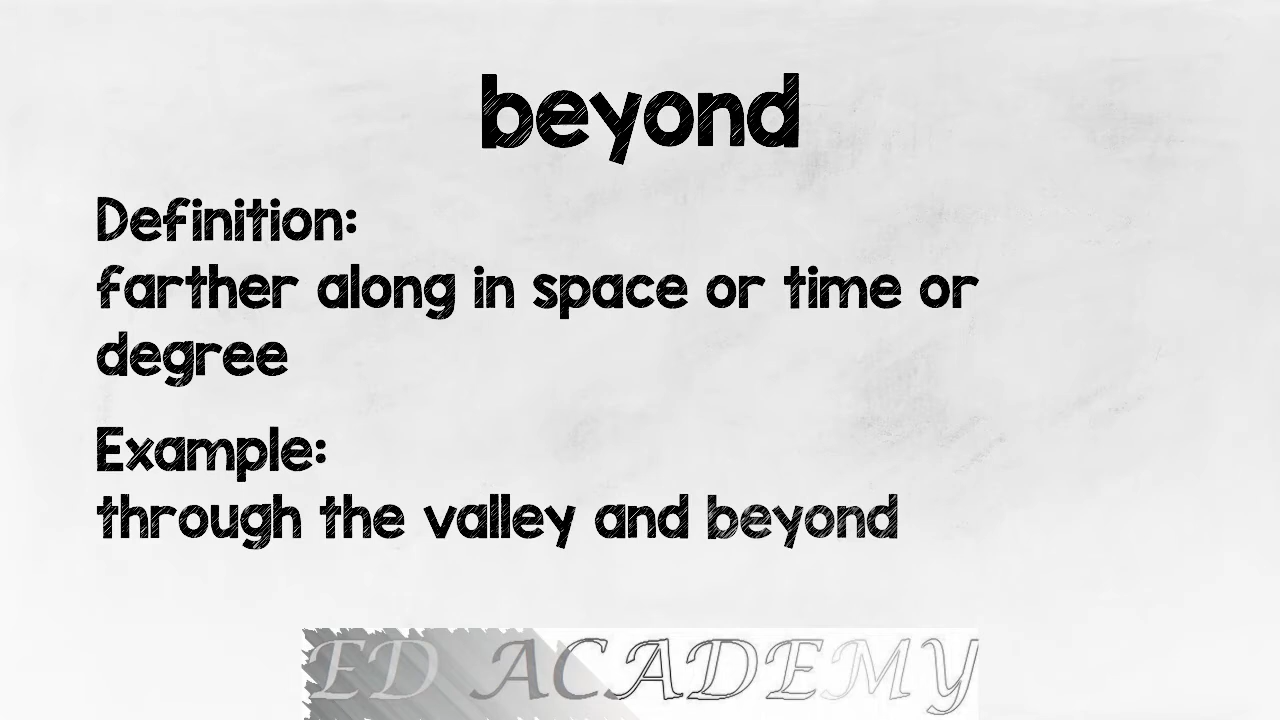 beyond
Definition:
farther along in space or time or
degree
Example:
through the valley and beyond
ED ACADEMY